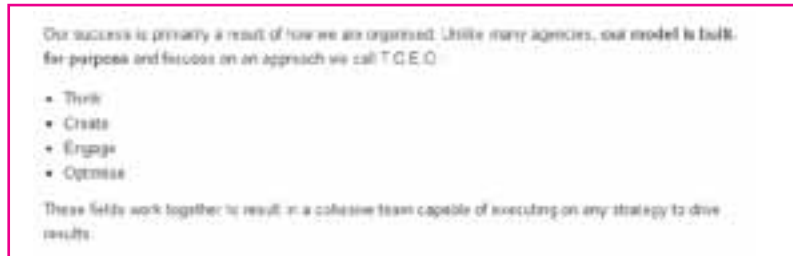 Our success is primarily a result of how we are organised. Unlike many agencies, our model is built
for purpose and focuses on an approach we call T.C.E.O
• Think
• Create
• Engage
• Optimise
These fields work together to result in a cohesive team capable of executing on any strategy to drive
results